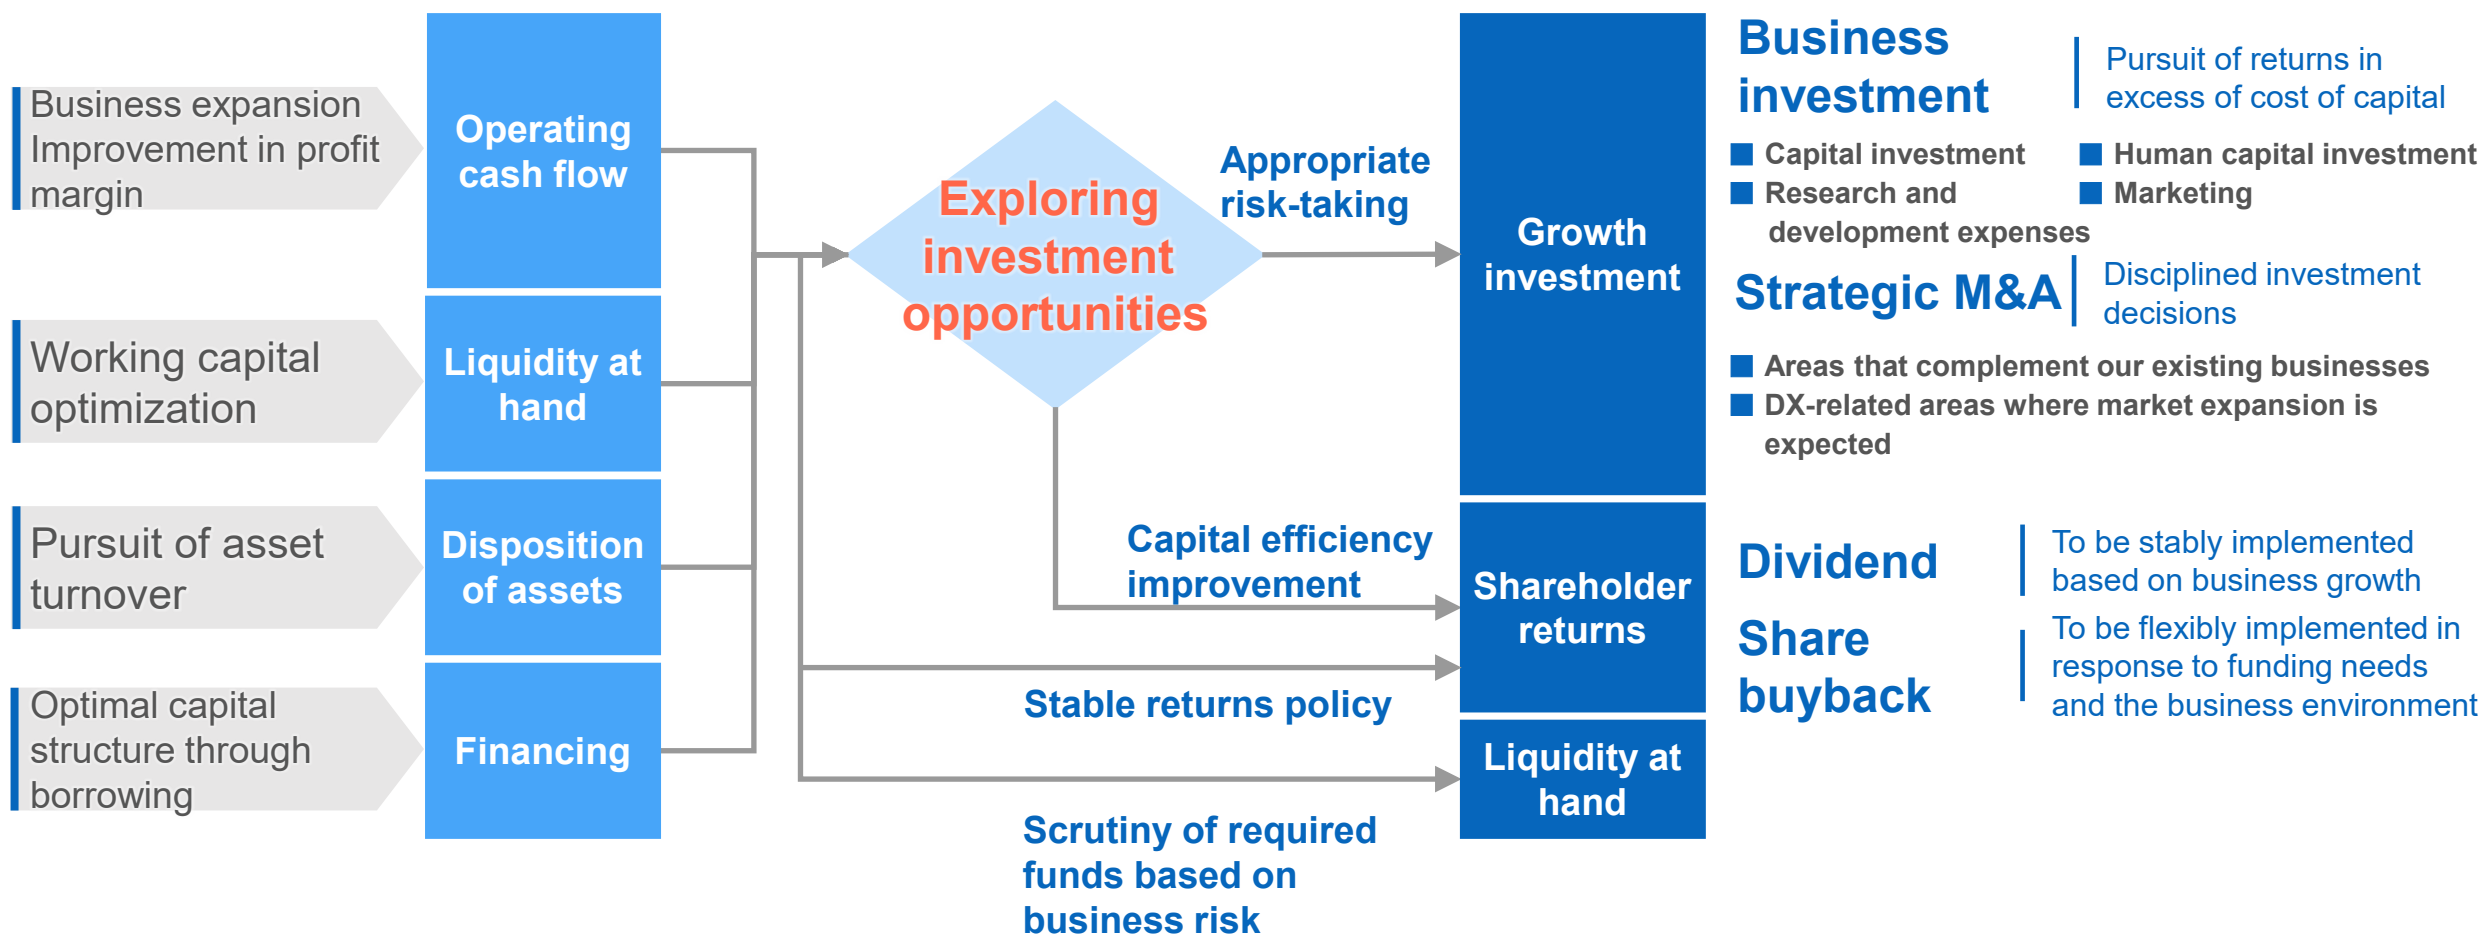 Business expansion
Improvement in profit
margin
Working capital
optimization
Pursuit of asset
turnover
Optimal capital
structure through
borrowing
Operating
cash flow
Liquidity at
hand
Disposition
of assets
Financing
Exploring
investment
opportunities
Appropriate
risk-taking
Capital efficiency
improvement
Stable returns policy
Scrutiny of required
funds based on
business risk
Growth
investment
Shareholder
returns
Liquidity at
hand
Business
investment
Pursuit of returns in
excess of cost of capital
■ Capital investment
■ Research and
development expenses
■ Human capital investment
■ Marketing
Strategic M&A
Disciplined investment
decisions
■ Areas that complement our existing businesses
■ DX-related areas where market expansion is
expected
Dividend
To be stably implemented
based on business growth
Share
buyback
To be flexibly implemented in
response to funding needs
and the business environment